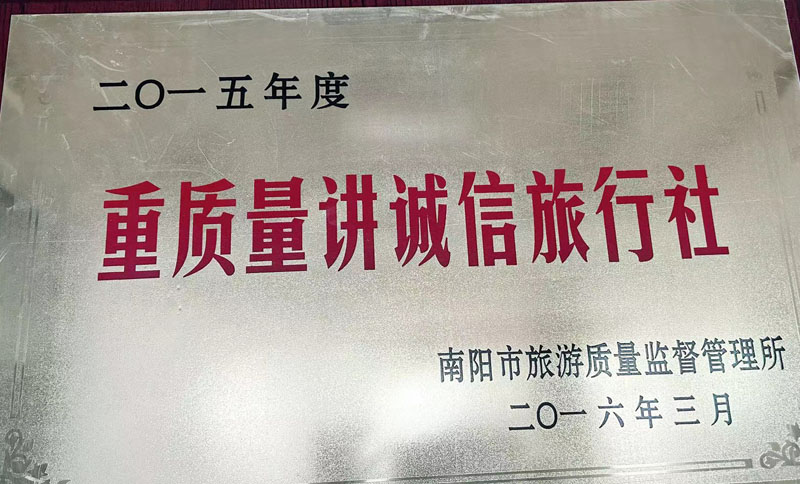 二〇一五年度
重质量讲诚信旅行社
南阳市旅游质量监督管理所
二〇一六年三月